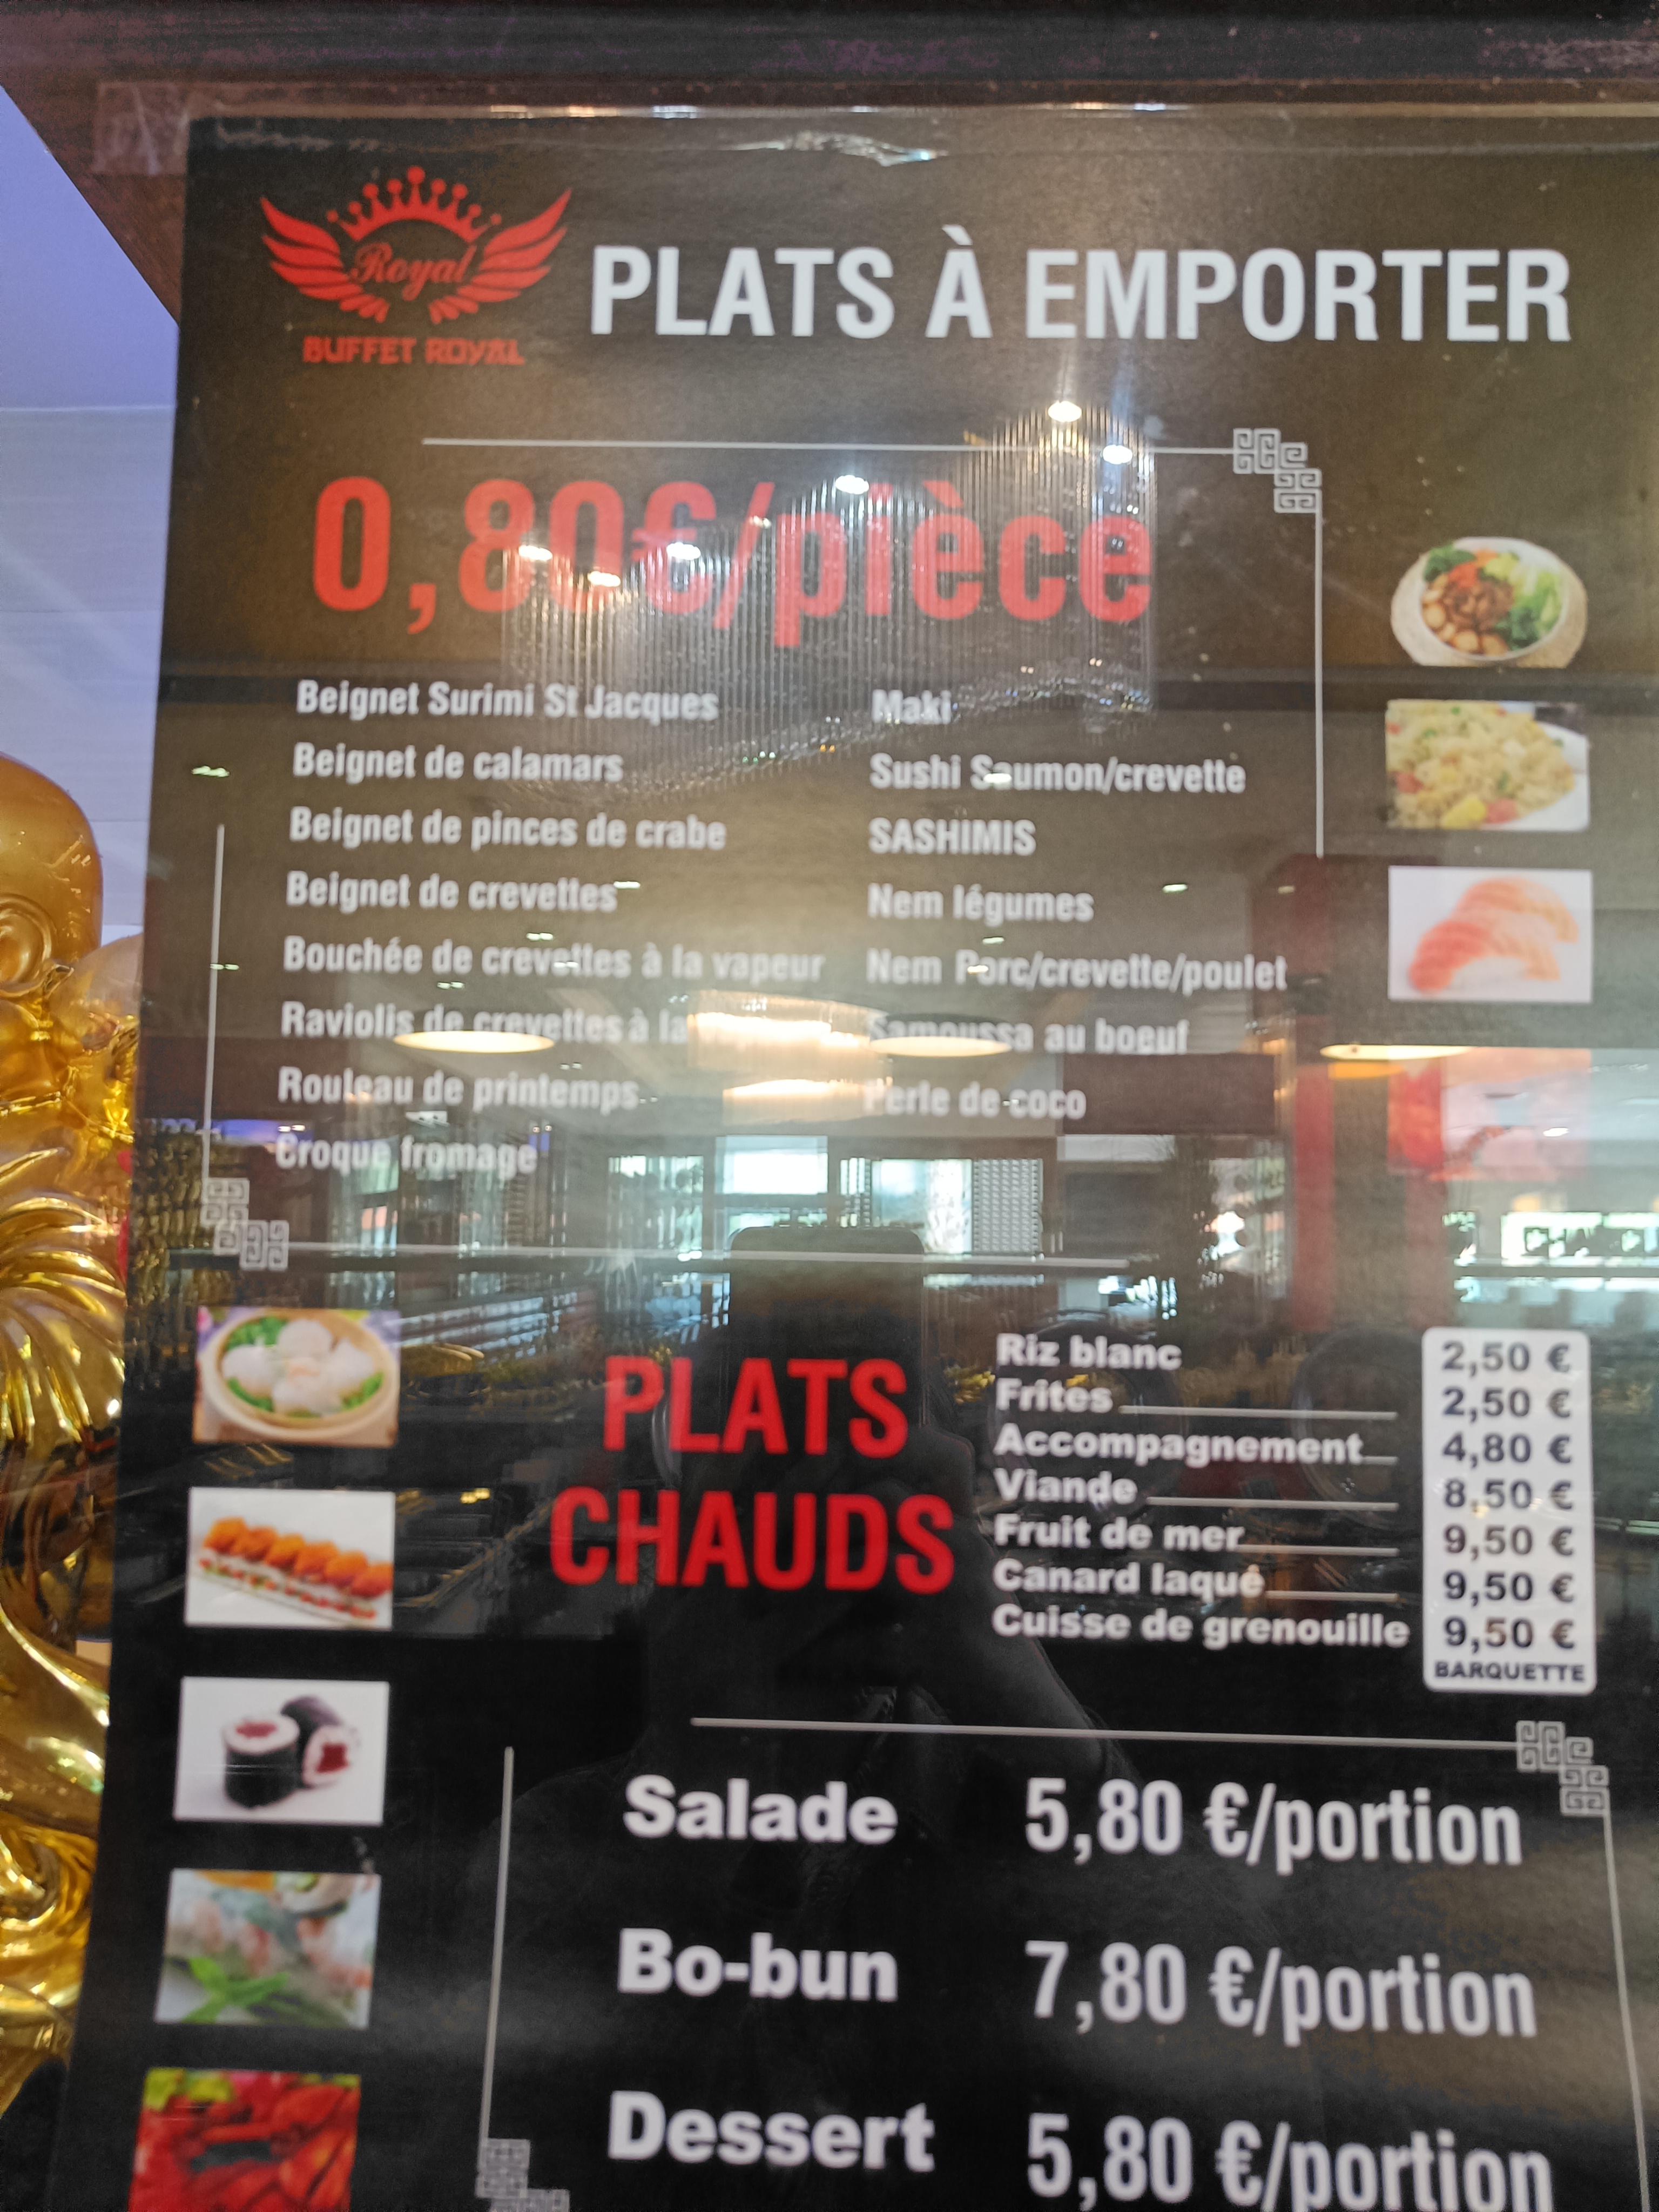 Royal
BUFFET ROYAL
PLATS À EMPORTER
0,80€/pièce
Beignet Surimi St Jacques
Beignet de calamars
Beignet de pinces de crabe
Beignet de crevettes
Bouchée de crevettes à la vapeur
Raviolis de crevettes à la
Rouleau de printemps
Croque fromage
Maki
Sushi Saumon/crevette
SASHIMIS
Nem légumes
Nem Porc/crevette/poulet
Samoussa au boeuf
Perle de coco
PLATS
CHAUDS
Riz blanc 2,50 €
Frites 2,50 €
Accompagnement 4,80 €
Viande 8,50 €
Fruit de mer 9,50 €
Canard laqué 9,50 €
Cuisse de grenouille 9,50 €
BARQUETTE
Salade 5,80 €/portion
Bo-bun 7,80 €/portion
Dessert 5,80 €/portion